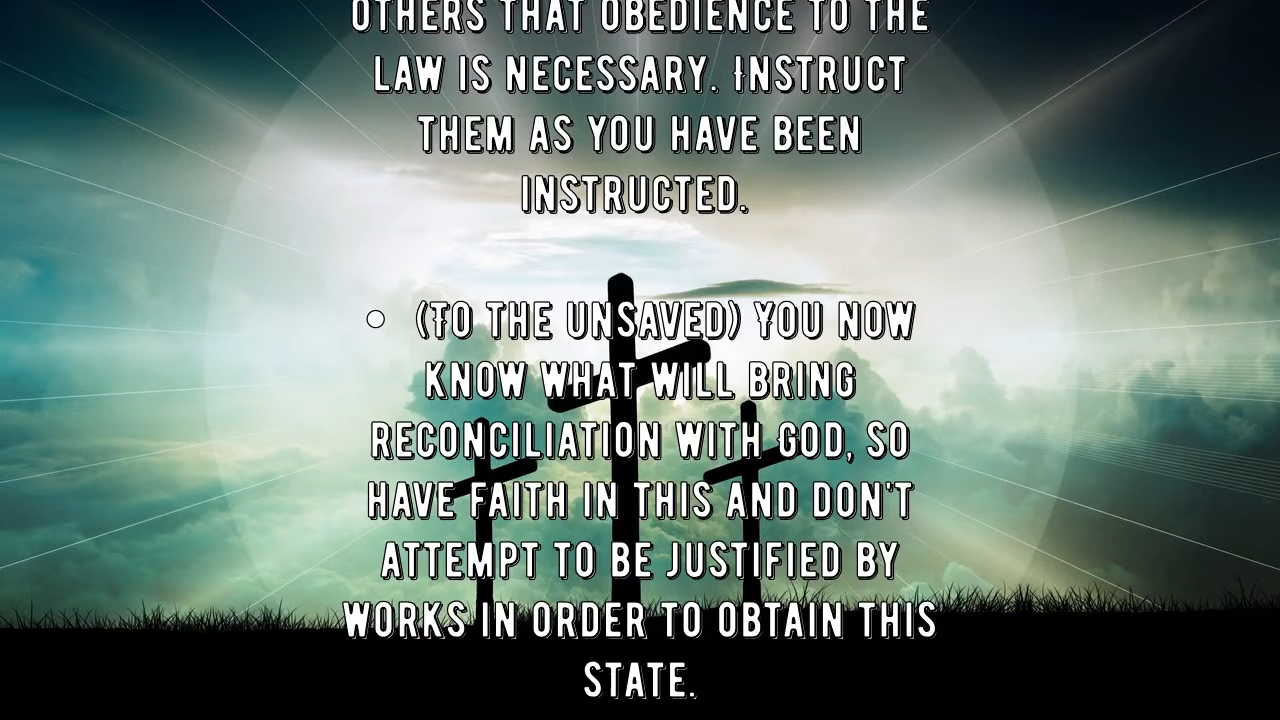 OTHERS THAT OBEDIENCE TO THE
LAW IS NECESSARY. INSTRUCT
THEM AS YOU HAVE BEEN
INSTRUCTED.
• (TO THE UNSAVED) YOU NOW
KNOW WHAT WILL BRING
RECONCILIATION WITH GOD, SO
HAVE FAITH IN THIS AND DON'T
ATTEMPT TO BE JUSTIFIED BY
WORKS IN ORDER TO OBTAIN THIS
STATE.